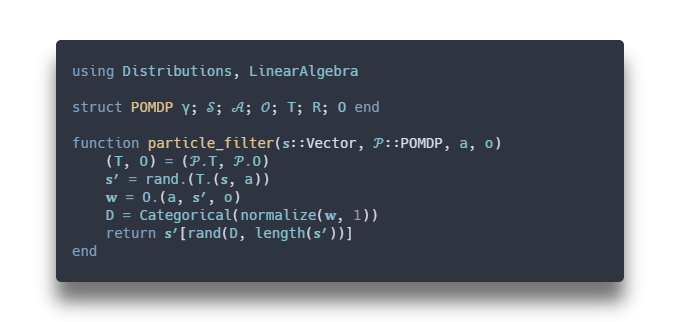 using Distributions, LinearAlgebra
struct POMDP γ; 𝒮; 𝒜; 𝒪; T; R; O end
function particle_filter(𝒔::Vector, 𝒫::POMDP, a, o)
(T, O) = (𝒫.T, 𝒫.O)
𝒔′ = rand.(T.(𝒔, a))
𝒘 = O.(a, 𝒔′, o)
D = Categorical(normalize(𝒘, 1))
return 𝒔′[rand(D, length(𝒔′))]
end